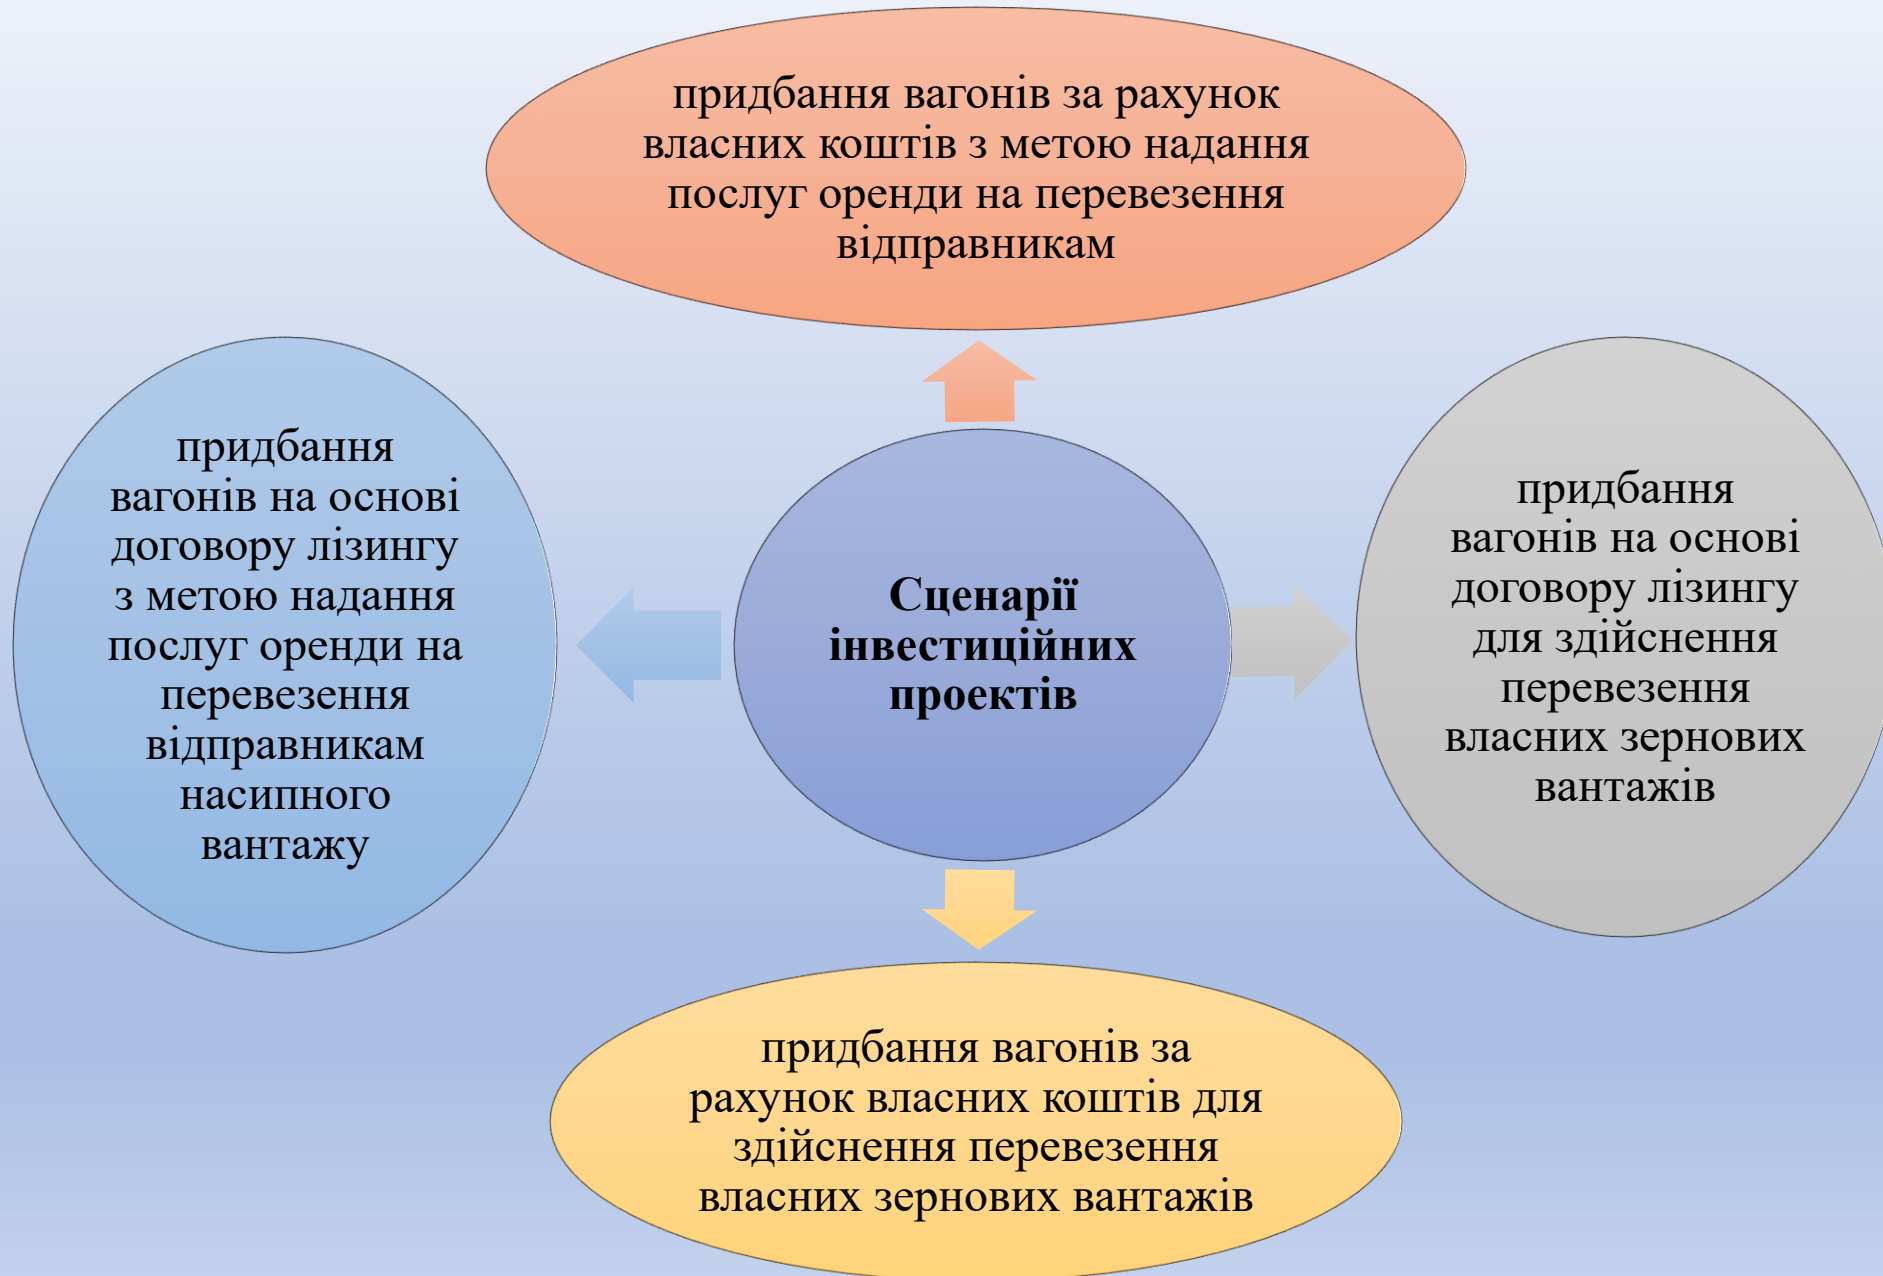 придбання вагонів за рахунок
власних коштів з метою надання
послуг оренди на перевезення
відправникам
придбання
вагонів на основі
договору лізингу
з метою надання
послуг оренди на
перевезення
відправникам
насипного
вантажу
Сценарії
інвестиційних
проектів
придбання
вагонів на основі
договору лізингу
для здійснення
перевезення
власних зернових
вантажів
придбання вагонів за
рахунок власних коштів для
здійснення перевезення
власних зернових вантажів